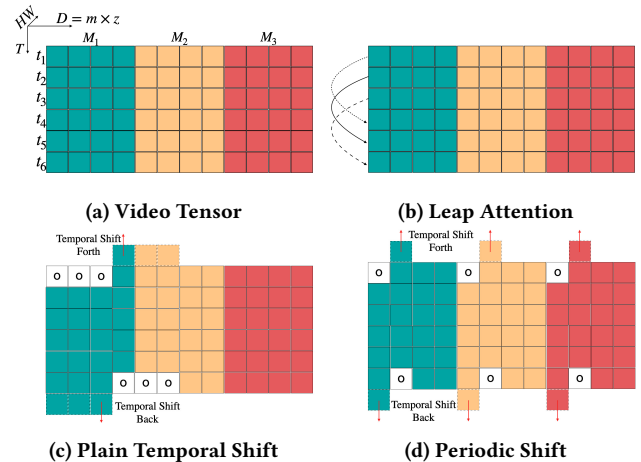 HW
D = m × z
T
M₁ M₂ M₃
t₁
t₂
t₃
t₄
t₅
t₆
(a) Video Tensor
(b) Leap Attention
Temporal Shift
Forth
o o o
o o o
Temporal Shift
Back
(c) Plain Temporal Shift
Temporal Shift
Forth
o o o
o o o
Temporal Shift
Back
(d) Periodic Shift